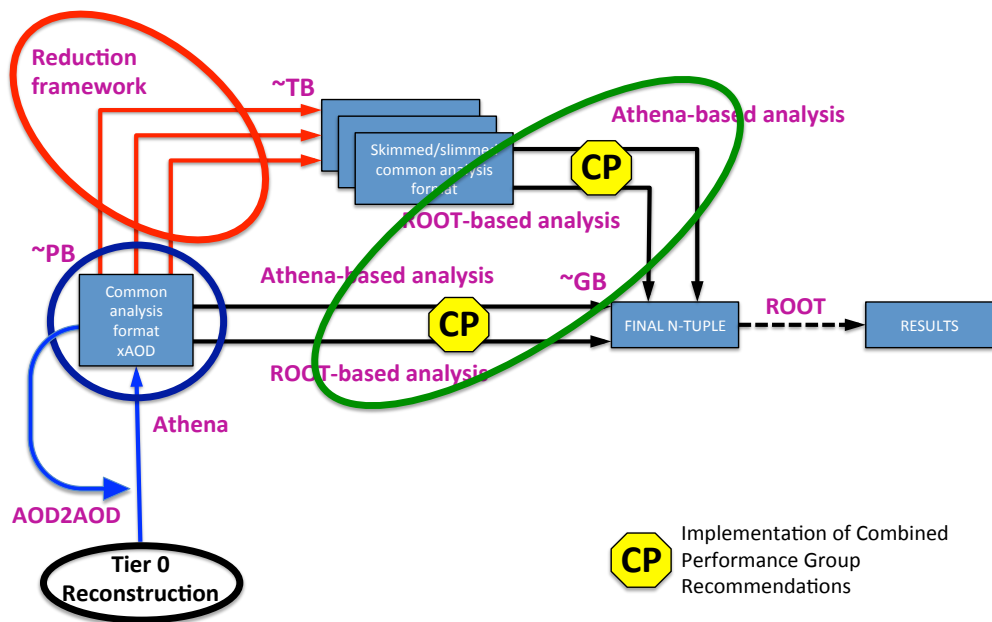 Reduction
framework
~TB
Athena-based analysis
Skimmed/slimmed
common analysis
format
CP
ROOT-based analysis
~PB
Athena-based analysis
~GB
Common
analysis
format
xAOD
CP
FINAL N-TUPLE
ROOT
RESULTS
ROOT-based analysis
Athena
AOD2AOD
Tier 0
Reconstruction
CP
Implementation of Combined
Performance Group
Recommendations